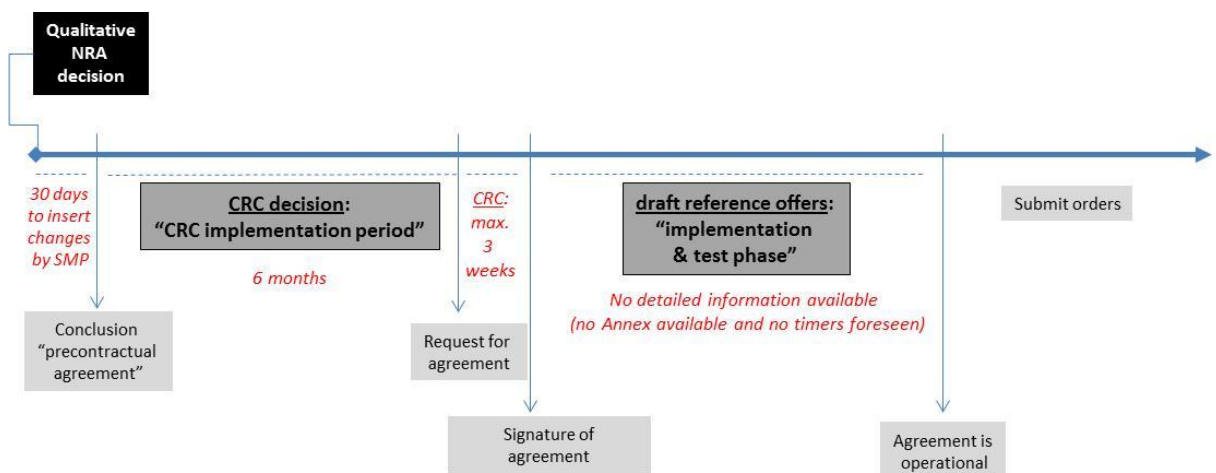 Qualitative
NRA
decision
30 days
to insert
changes
by SMP
CRC decision:
“CRC implementation period”
6 months
CRC:
max.
3
weeks
draft reference offers:
“implementation
& test phase”
No detailed information available
(no Annex available and no timers foreseen)
Submit orders
Conclusion
“precontractual
agreement”
Request for
agreement
Signature of
agreement
Agreement is
operational